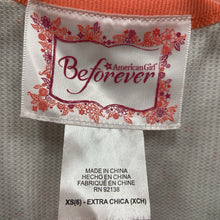 American Girl
Beforever
MADE IN CHINA
HECHO EN CHINA
FABRIQUÉ EN CHINE
RN 92138
XS(6) - EXTRA CHICA (XCH)